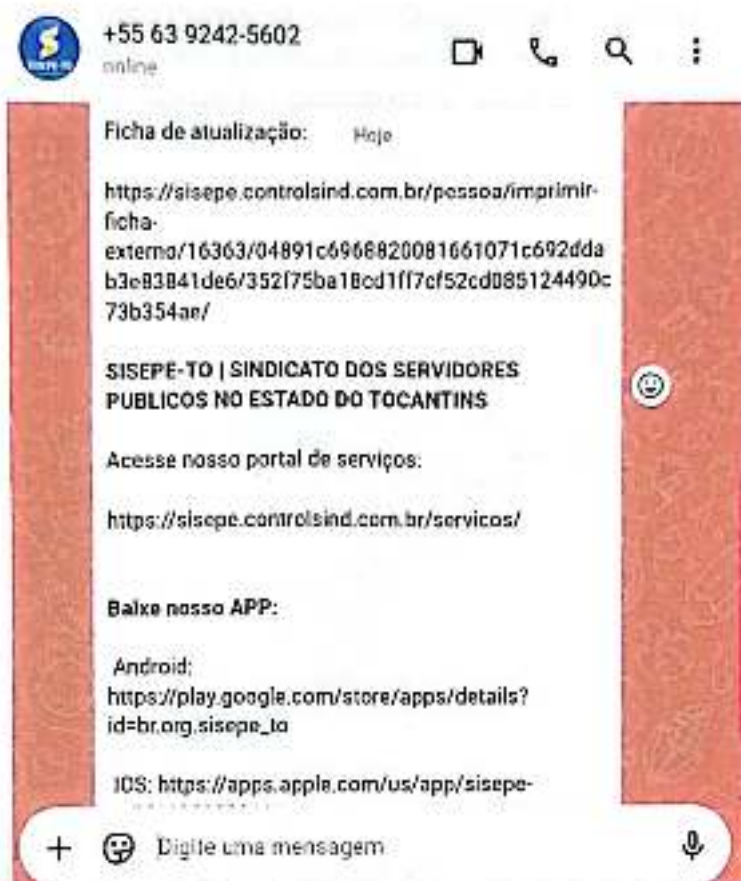 +55 63 9242-5602
online
Ficha de atualização:
Hoje
https://sisepe.controlsind.com.br/pessoa/imprimir-
ficha-
externo/16363/04891c6968820081661071c692dda
b3e83841de6/352f75ba18cd1ff7cf52cd085124490c
73b354ae/
SISEPE-TO | SINDICATO DOS SERVIDORES
PUBLICOS NO ESTADO DO TOCANTINS
Acesse nosso portal de serviços:
https://sisepe.controlsind.com.br/servicos/
Baixe nosso APP:
Android:
https://play.google.com/store/apps/details?
id=br.org.sisepe_to
IOS: https://apps.apple.com/us/app/sisepe-
Digite uma mensagem